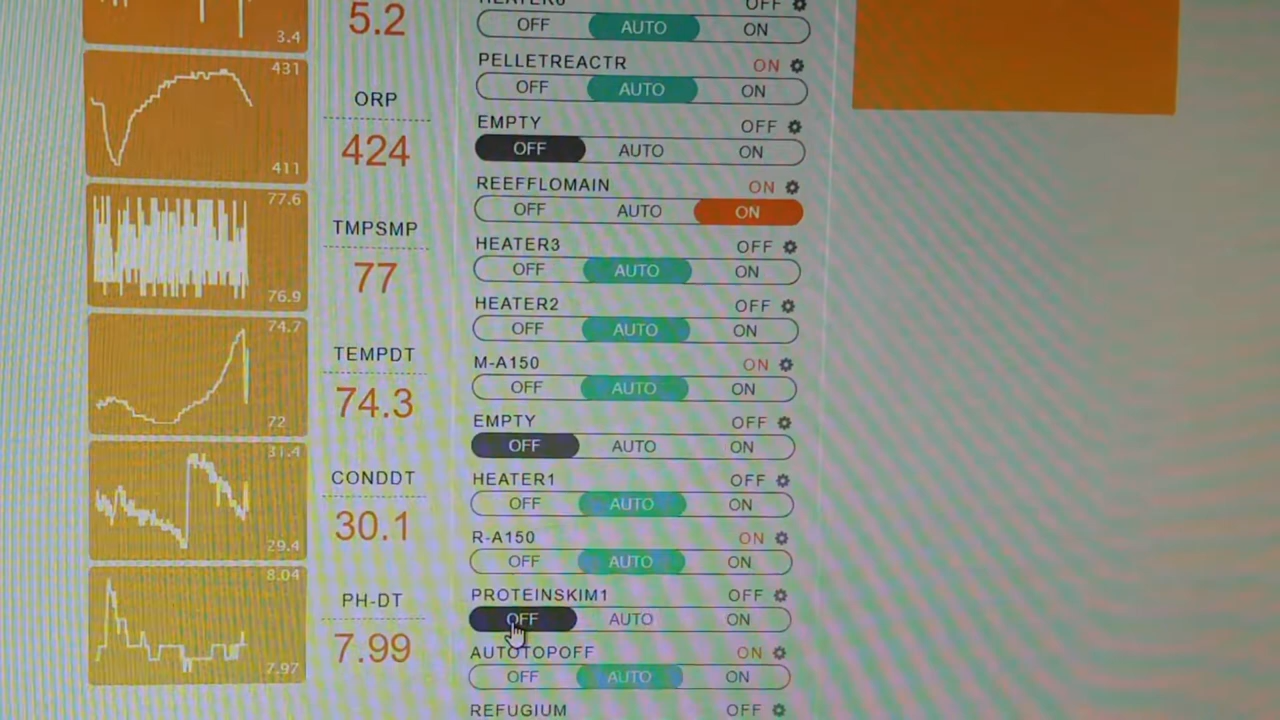 3.4
5.2
431
411
ORP
424
77.6
76.9
TMPSMP
77
74.7
72
TEMPDT
74.3
31.4
29.4
CONDDT
30.1
8.04
7.97
PH-DT
7.99
OFF
OFF AUTO ON
PELLETREACTR ON
OFF AUTO ON
EMPTY OFF
OFF AUTO ON
REEFFLOMAIN ON
OFF AUTO ON
HEATER3 OFF
OFF AUTO ON
HEATER2 OFF
OFF AUTO ON
M-A150 ON
OFF AUTO ON
EMPTY OFF
OFF AUTO ON
HEATER1 OFF
OFF AUTO ON
R-A150 ON
OFF AUTO ON
PROTEINSKIM1 OFF
OFF AUTO ON
AUTOTOPOFF ON
OFF AUTO ON
REFUGIUM OFF